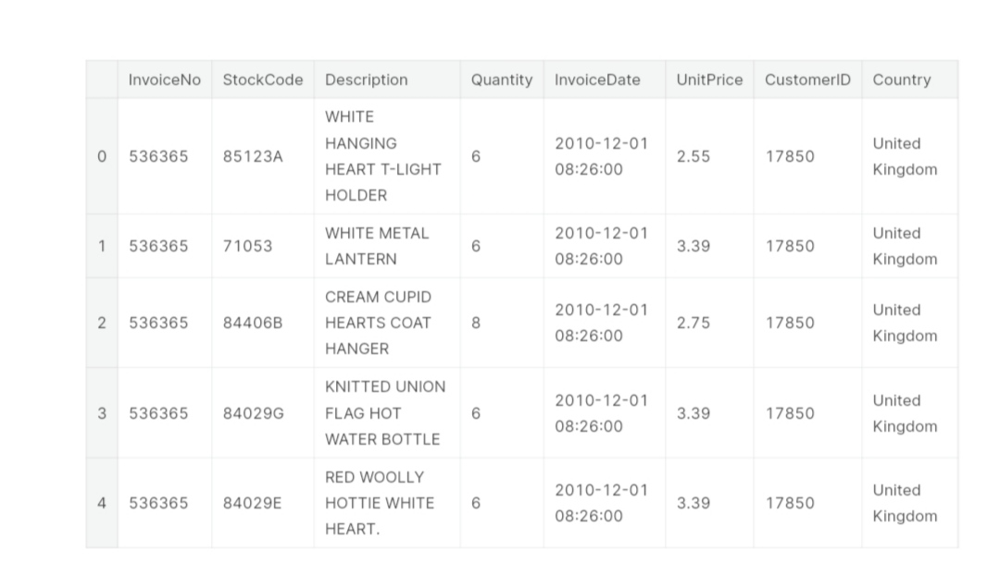 InvoiceNo StockCode Description Quantity InvoiceDate UnitPrice CustomerID Country
WHITE
HANGING
HEART T-LIGHT
HOLDER
0 536365 85123A 6 2010-12-01 08:26:00 2.55 17850 United Kingdom
WHITE METAL
LANTERN
1 536365 71053 6 2010-12-01 08:26:00 3.39 17850 United Kingdom
CREAM CUPID
HEARTS COAT
HANGER
2 536365 84406B 8 2010-12-01 08:26:00 2.75 17850 United Kingdom
KNITTED UNION
FLAG HOT
WATER BOTTLE
3 536365 84029G 6 2010-12-01 08:26:00 3.39 17850 United Kingdom
RED WOOLLY
HOTTIE WHITE
HEART.
4 536365 84029E 6 2010-12-01 08:26:00 3.39 17850 United Kingdom